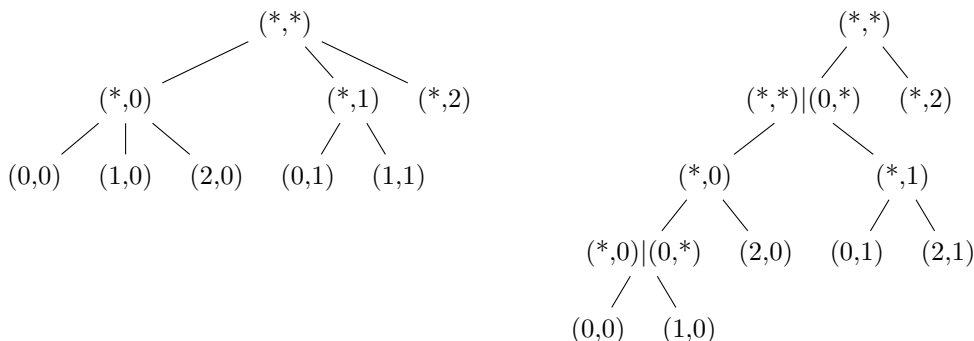 (*,*)
(*,0) (*,1) (*,2)
(0,0) (1,0) (2,0) (0,1) (1,1)
(*,*)
(*,*)|(0,*) (*,2)
(*,0) (*,1)
(*,0)|(0,*) (2,0) (0,1) (2,1)
(0,0) (1,0)